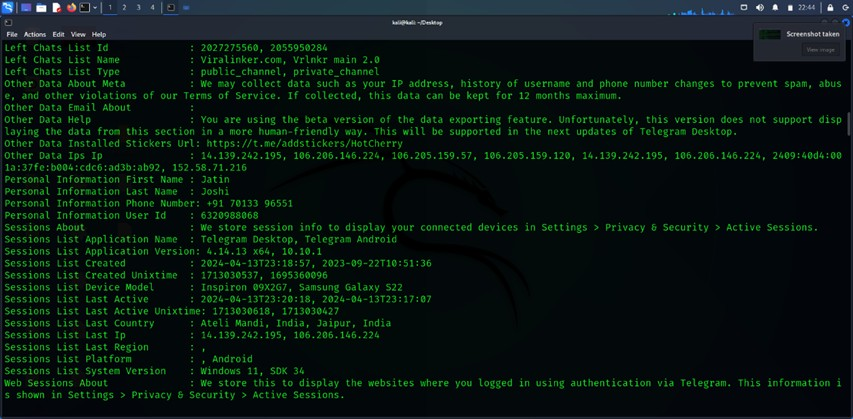 1 2 3 4
22:44
kali@kali: ~/Desktop
File Actions Edit View Help
Screenshot taken
View image
Left Chats List Id : 2027275560, 2055950284
Left Chats List Name : Viralinker.com, Vrlnkr main 2.0
Left Chats List Type : public_channel, private_channel
Other Data About Meta : We may collect data such as your IP address, history of username and phone number changes to prevent spam, abus
e, and other violations of our Terms of Service. If collected, this data can be kept for 12 months maximum.
Other Data Email About :
Other Data Help : You are using the beta version of the data exporting feature. Unfortunately, this version does not support disp
laying the data from this section in a more human-friendly way. This will be supported in the next updates of Telegram Desktop.
Other Data Installed Stickers Url: https://t.me/addstickers/HotCherry
Other Data Ips Ip : 14.139.242.195, 106.206.146.224, 106.205.159.57, 106.205.159.120, 14.139.242.195, 106.206.146.224, 2409:40d4:00
1a:37fe:b004:cdc6:ad3b:ab92, 152.58.71.216
Personal Information First Name : Jatin
Personal Information Last Name : Joshi
Personal Information Phone Number: +91 70133 96551
Personal Information User Id : 6320988068
Sessions About : We store session info to display your connected devices in Settings > Privacy & Security > Active Sessions.
Sessions List Application Name : Telegram Desktop, Telegram Android
Sessions List Application Version: 4.14.13 x64, 10.10.1
Sessions List Created : 2024-04-13T23:18:57, 2023-09-22T10:51:36
Sessions List Created Unixtime : 1713030537, 1695360096
Sessions List Device Model : Inspiron 09X2G7, Samsung Galaxy S22
Sessions List Last Active : 2024-04-13T23:20:18, 2024-04-13T23:17:07
Sessions List Last Active Unixtime: 1713030618, 1713030427
Sessions List Last Country : Ateli Mandi, India, Jaipur, India
Sessions List Last Ip : 14.139.242.195, 106.206.146.224
Sessions List Last Region : ,
Sessions List Platform : , Android
Sessions List System Version : Windows 11, SDK 34
Web Sessions About : We store this to display the websites where you logged in using authentication via Telegram. This information i
s shown in Settings > Privacy & Security > Active Sessions.